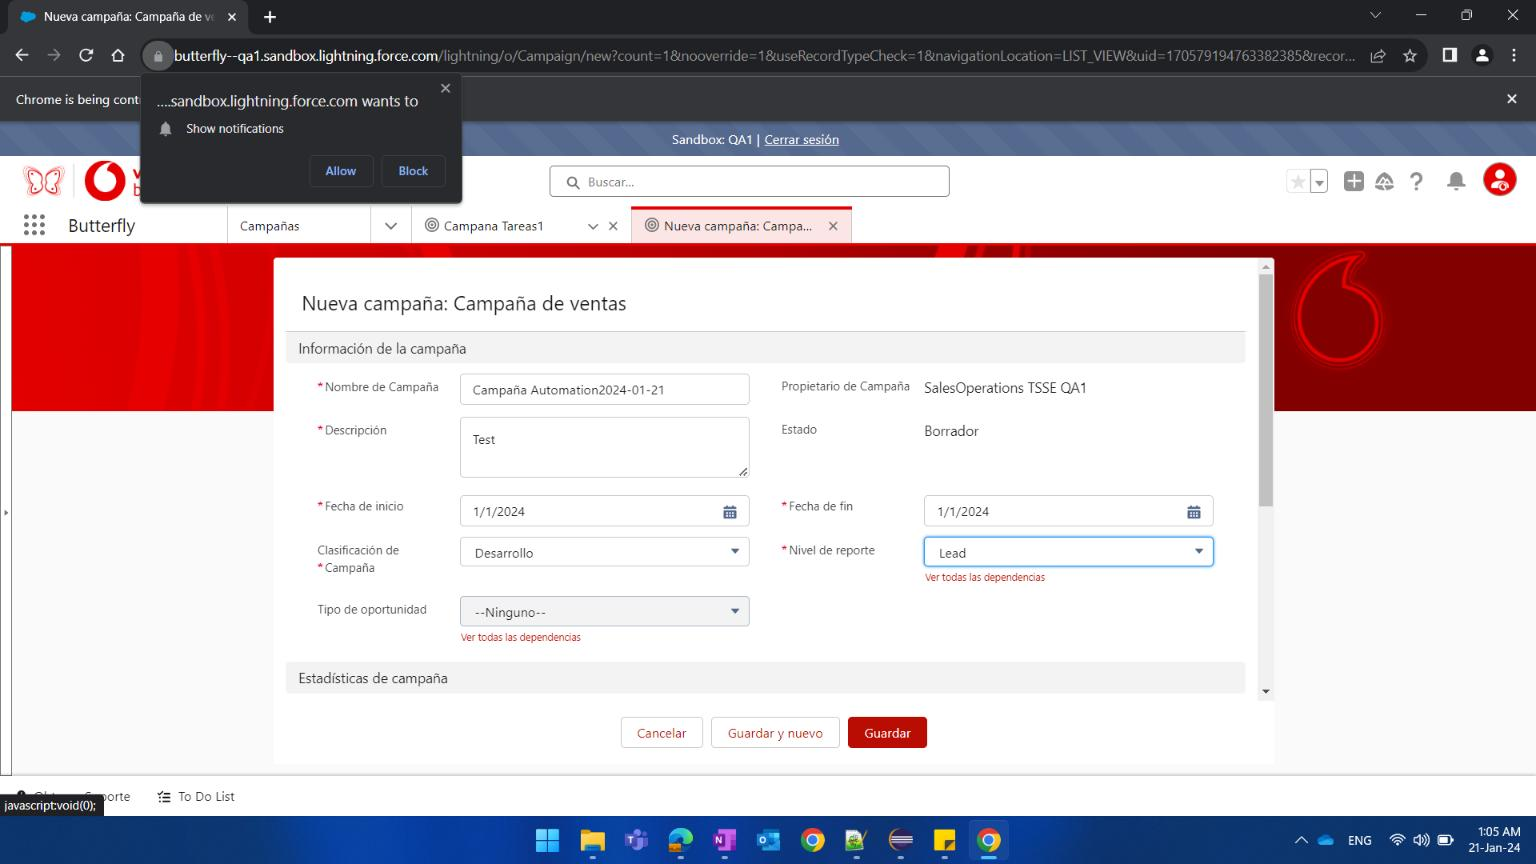 Nueva campaña: Campaña de ve
butterfly--qa1.sandbox.lightning.force.com/lightning/o/Campaign/new?count=1&nooverride=1&useRecordTypeCheck=1&navigationLocation=LIST_VIEW&uid=170579194763382385&recor...
Chrome is being cont
....sandbox.lightning.force.com wants to
Show notifications
Allow
Block
Sandbox: QA1 | Cerrar sesión
Buscar...
Butterfly
Campañas
Campana Tareas1
Nueva campaña: Campa...
Nueva campaña: Campaña de ventas
Información de la campaña
*Nombre de Campaña
Campaña Automation2024-01-21
Propietario de Campaña
SalesOperations TSSE QA1
*Descripción
Test
Estado
Borrador
*Fecha de inicio
1/1/2024
*Fecha de fin
1/1/2024
Clasificación de
*Campaña
Desarrollo
*Nivel de reporte
Lead
Ver todas las dependencias
Tipo de oportunidad
--Ninguno--
Ver todas las dependencias
Estadísticas de campaña
Cancelar
Guardar y nuevo
Guardar
To Do List
javascript:void(0);
ENG
1:05 AM
21-Jan-24